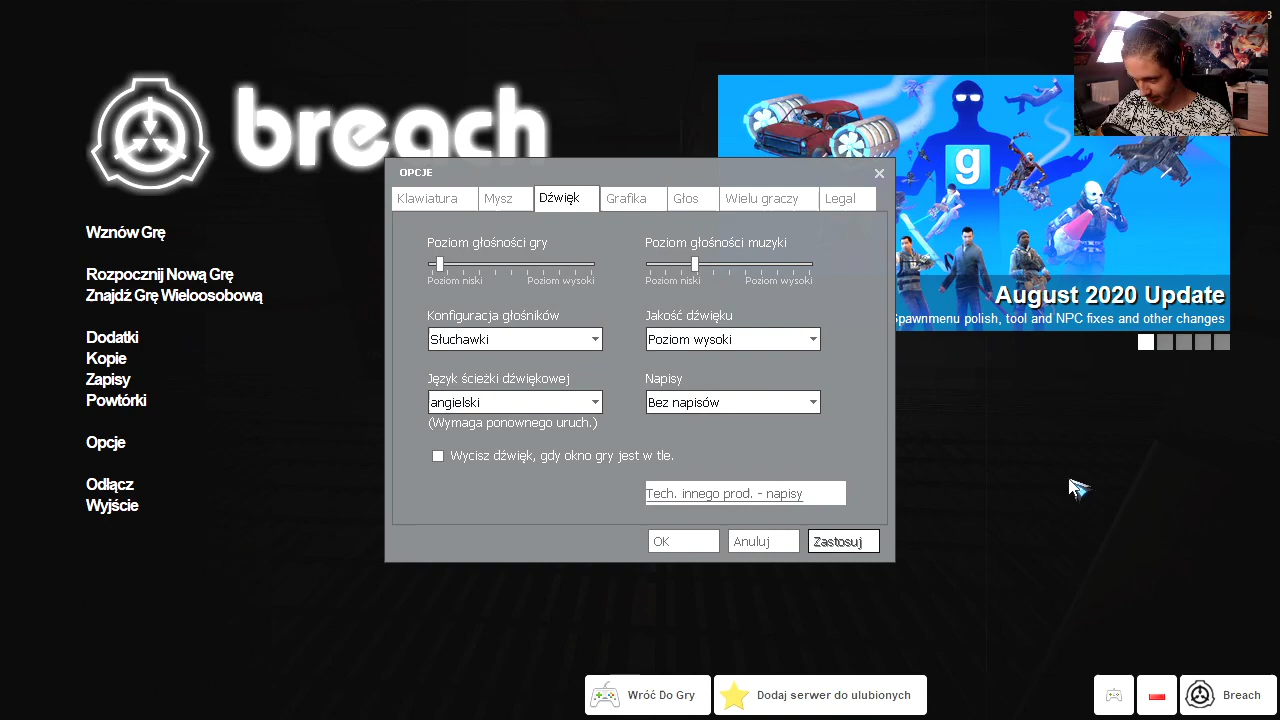 breach
OPCJE
Klawiatura
Mysz
Dźwięk
Grafika
Głos
Wielu graczy
Legal
Poziom głośności gry
Poziom głośności muzyki
Poziom niski
Poziom wysoki
Poziom niski
Poziom wysoki
Konfiguracja głośników
Jakość dźwięku
Słuchawki
Poziom wysoki
Język ścieżki dźwiękowej
Napisy
angielski
Bez napisów
(Wymaga ponownego uruch.)
Wycisz dźwięk, gdy okno gry jest w tle.
Tech. innego prod. - napisy
OK
Anuluj
Zastosuj
Wznów Grę
Rozpocznij Nową Grę
Znajdź Grę Wieloosobową
Dodatki
Kopie
Zapisy
Powtórki
Opcje
Odłącz
Wyjście
g
August 2020 Update
Spawnmenu polish, tool and NPC fixes and other changes
Wróć Do Gry
Dodaj serwer do ulubionych
Breach